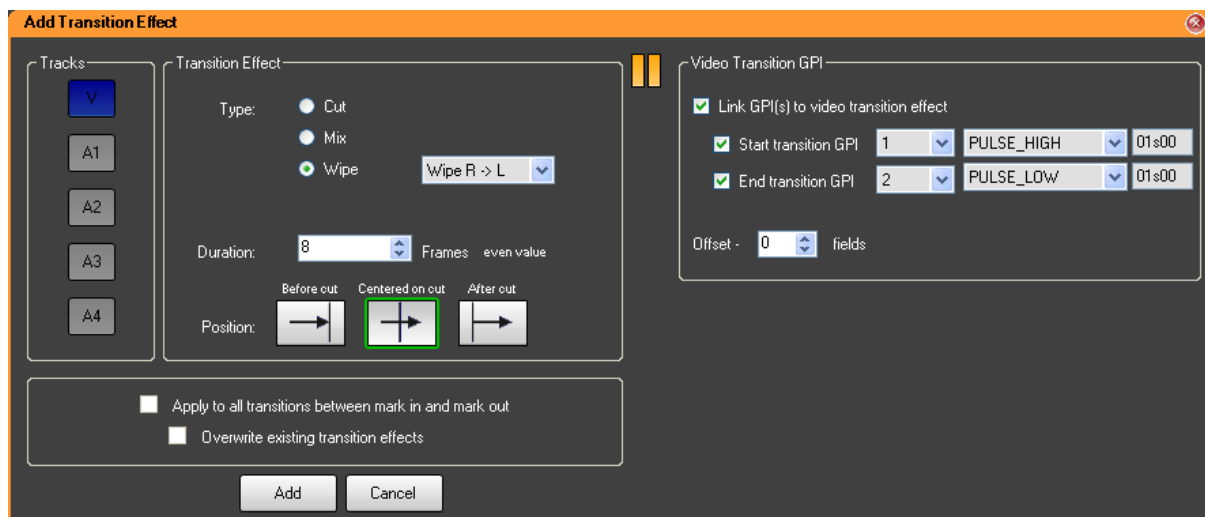 Add Transition Effect
Tracks
V
A1
A2
A3
A4
Transition Effect
Type:
Cut
Mix
Wipe
Wipe R -> L
Duration:
8
Frames even value
Before cut Centered on cut After cut
Position:
Video Transition GPI
Link GPI(s) to video transition effect
Start transition GPI 1 PULSE_HIGH 01s00
End transition GPI 2 PULSE_LOW 01s00
Offset - 0 fields
Apply to all transitions between mark in and mark out
Overwrite existing transition effects
Add Cancel